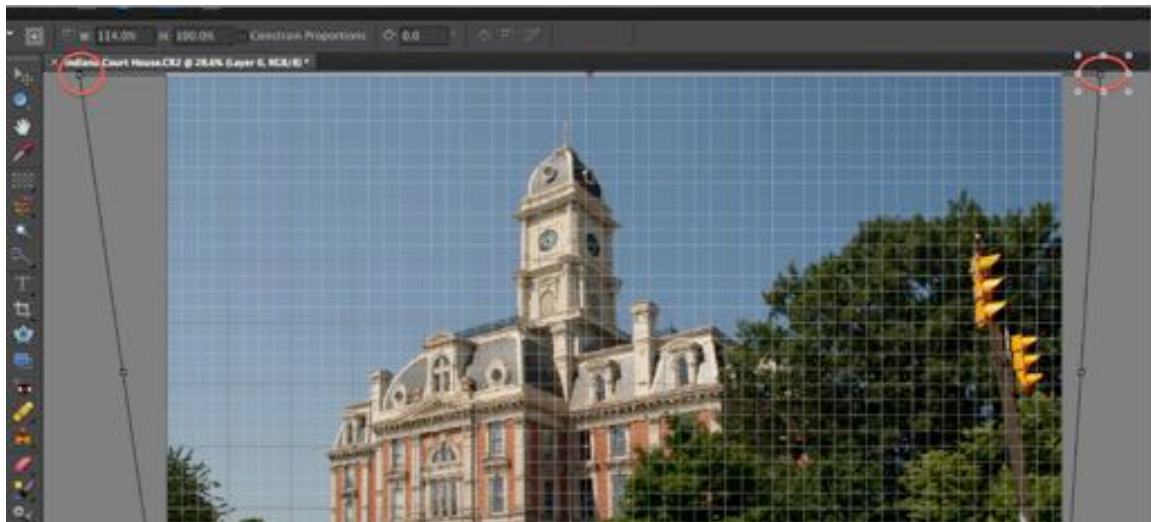 W: 114.0% H: 100.0% Constrain Proportions 0.0 °
× Indiana Court House.CR2 @ 28.6% (Layer 0, RGB/8) *
T